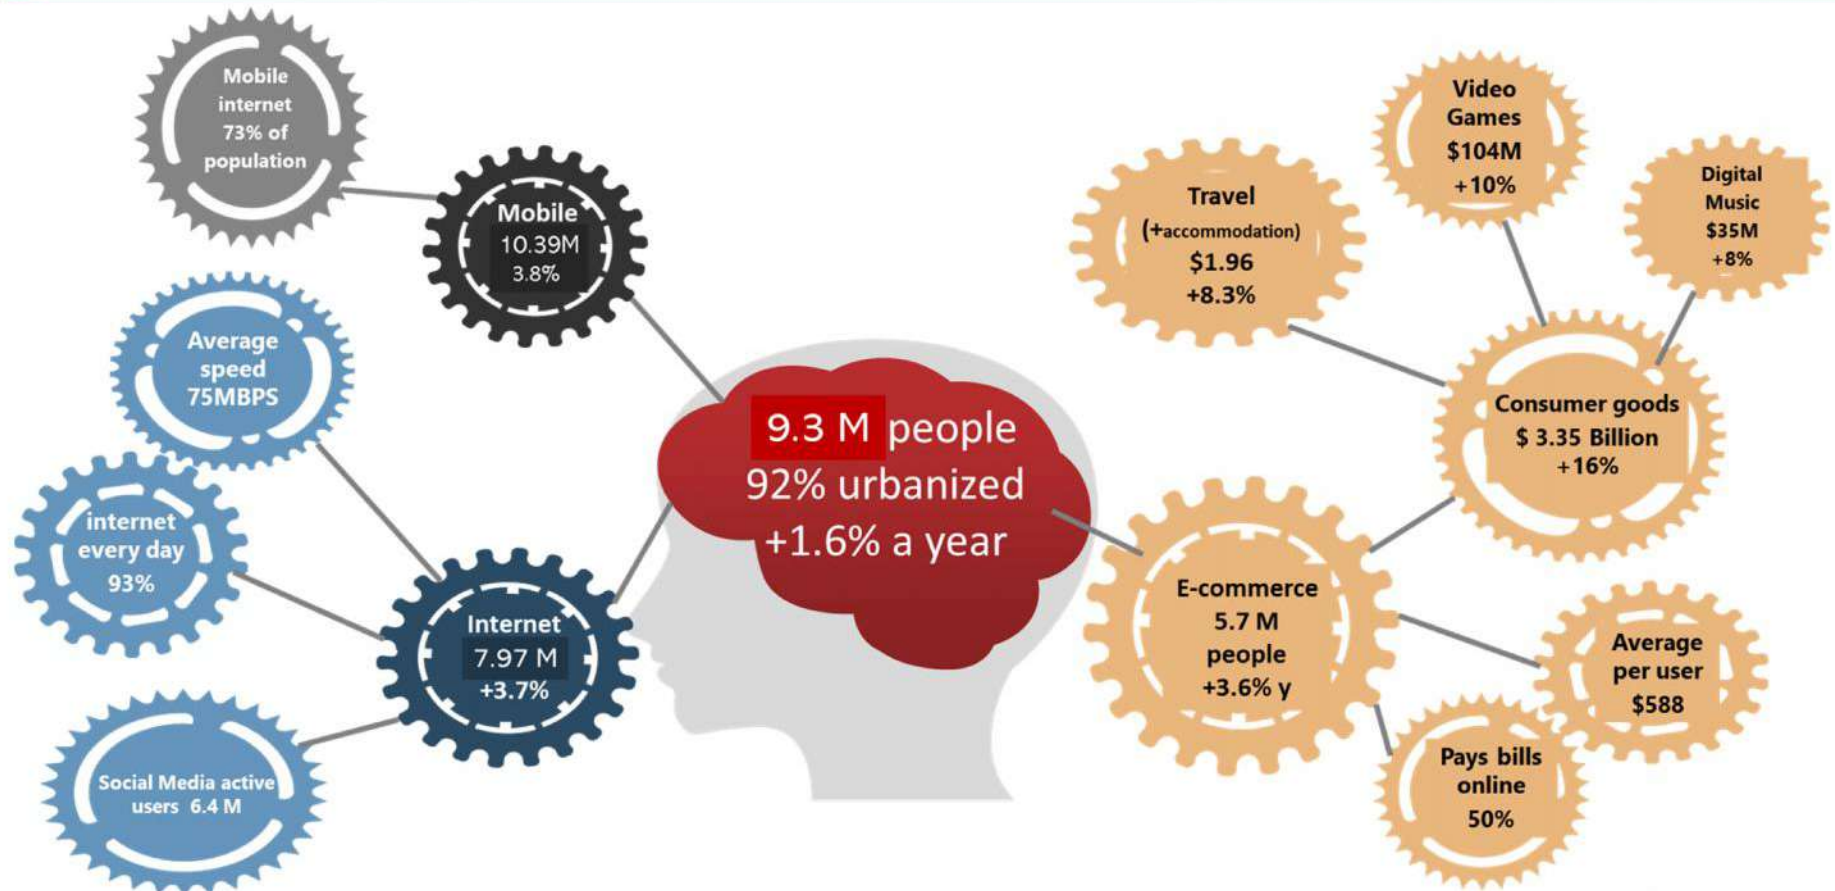 Mobile
internet
73% of
population
Mobile
10.39M
3.8%
Average
speed
75MBPS
internet
every day
93%
Internet
7.97 M
+3.7%
Social Media active
users 6.4 M
9.3 M people
92% urbanized
+1.6% a year
Travel
(+accommodation)
$1.96
+8.3%
Video
Games
$104M
+10%
Digital
Music
$35M
+8%
Consumer goods
$ 3.35 Billion
+16%
E-commerce
5.7 M
people
+3.6% y
Average
per user
$588
Pays bills
online
50%